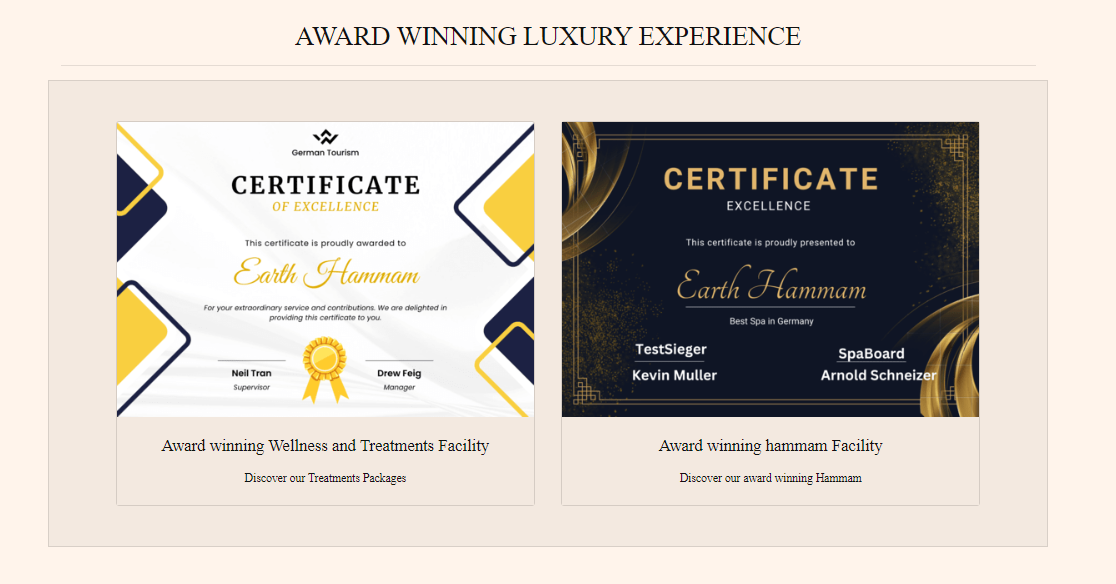 AWARD WINNING LUXURY EXPERIENCE
German Tourism
CERTIFICATE
OF EXCELLENCE
This certificate is proudly awarded to
Earth Hammam
For your extraordinary service and contributions. We are delighted in
providing this certificate to you.
Neil Tran
Supervisor
Drew Feig
Manager
Award winning Wellness and Treatments Facility
Discover our Treatments Packages
CERTIFICATE
EXCELLENCE
This certificate is proudly presented to
Earth Hammam
Best Spa in Germany
TestSieger
Kevin Muller
SpaBoard
Arnold Schneizer
Award winning hammam Facility
Discover our award winning Hammam